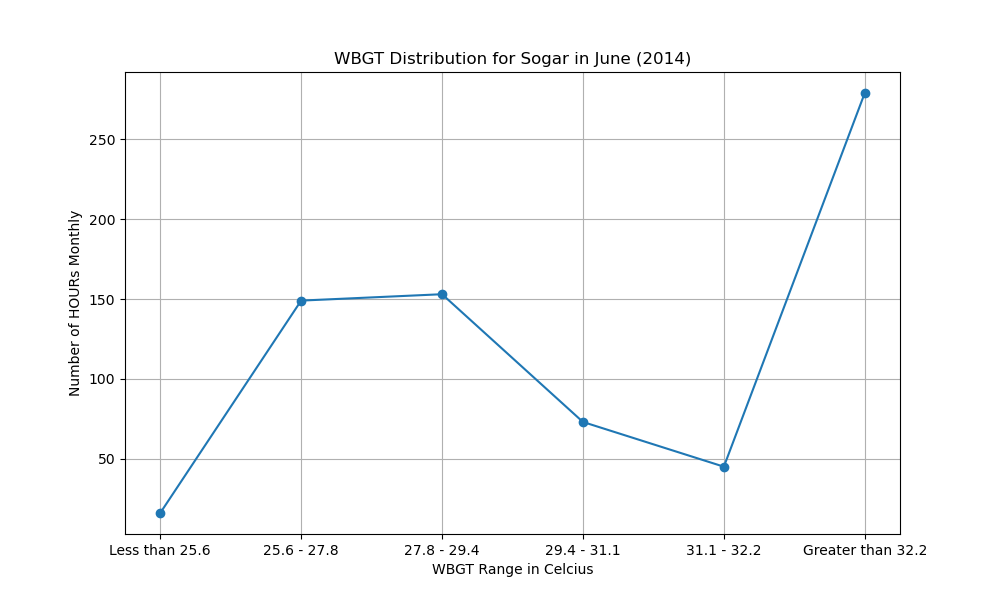 WBGT Distribution for Sogar in June (2014)
Number of HOURs Monthly
250
200
150
100
50
Less than 25.6 25.6 - 27.8 27.8 - 29.4 29.4 - 31.1 31.1 - 32.2 Greater than 32.2
WBGT Range in Celcius